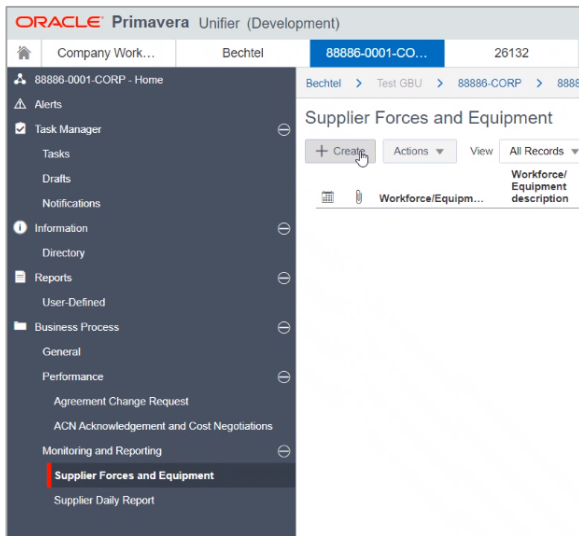 ORACLE Primavera Unifier (Development)
Company Work... Bechtel 88886-0001-CO... 26132
88886-0001-CORP - Home
Alerts
Task Manager
Tasks
Drafts
Notifications
Information
Directory
Reports
User-Defined
Business Process
General
Performance
Agreement Change Request
ACN Acknowledgement and Cost Negotiations
Monitoring and Reporting
Supplier Forces and Equipment
Supplier Daily Report
Bechtel > Test GBU > 88886-CORP > 8888
Supplier Forces and Equipment
+ Create Actions View All Records
Workforce/Equipm...
Workforce/
Equipment
description